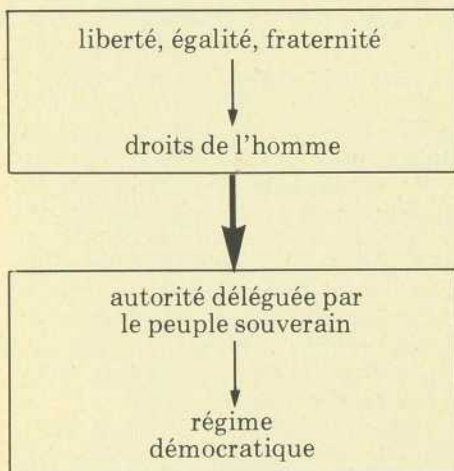 liberté, égalité, fraternité
droits de l'homme
autorité déléguée par
le peuple souverain
régime
démocratique